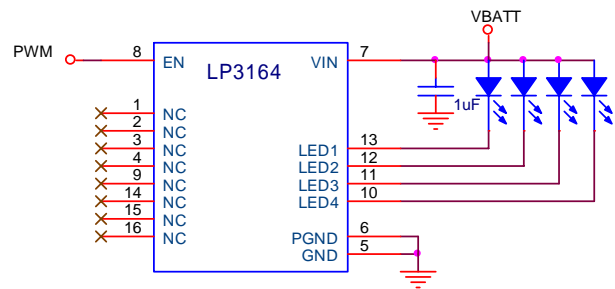 VBATT
PWM 8 EN LP3164 VIN 7
1uF
1 NC
2 NC
3 NC LED1 13
4 NC LED2 12
9 NC LED3 11
14 NC LED4 10
15 NC
16 NC PGND 6
GND 5